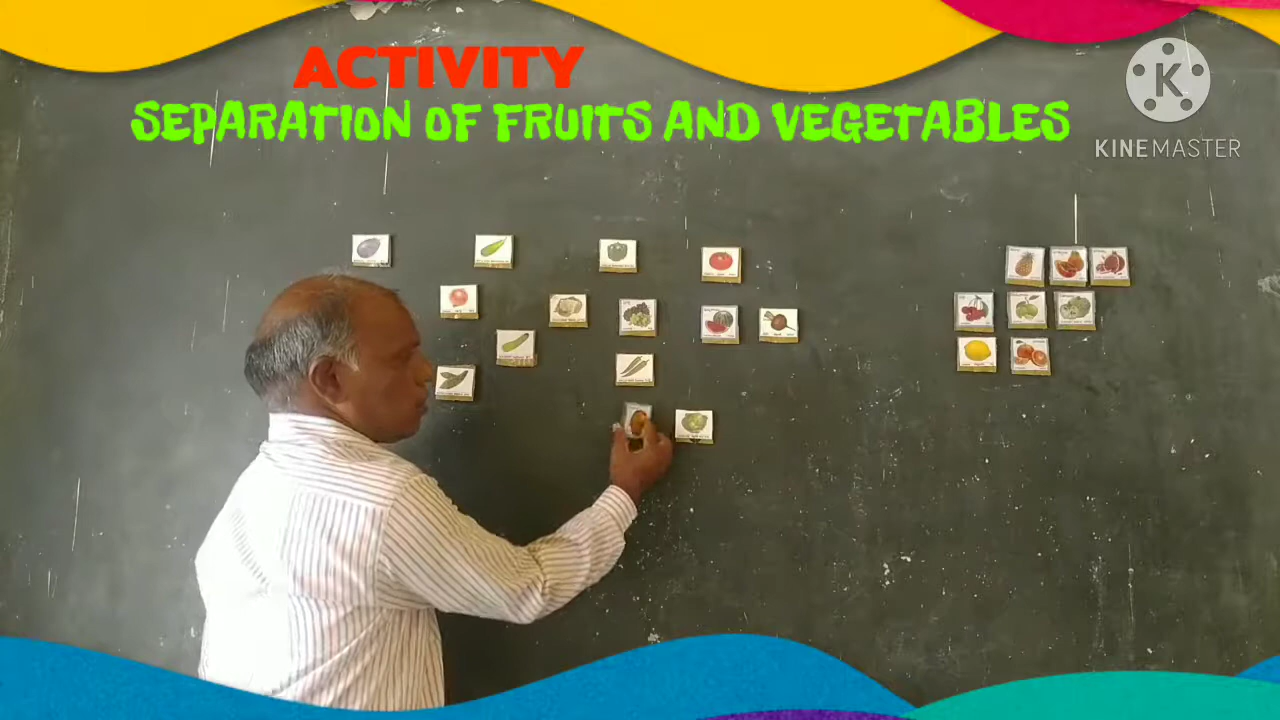 ACTIVITY
SEPARATION OF FRUITS AND VEGETABLES
K
KINEMASTER